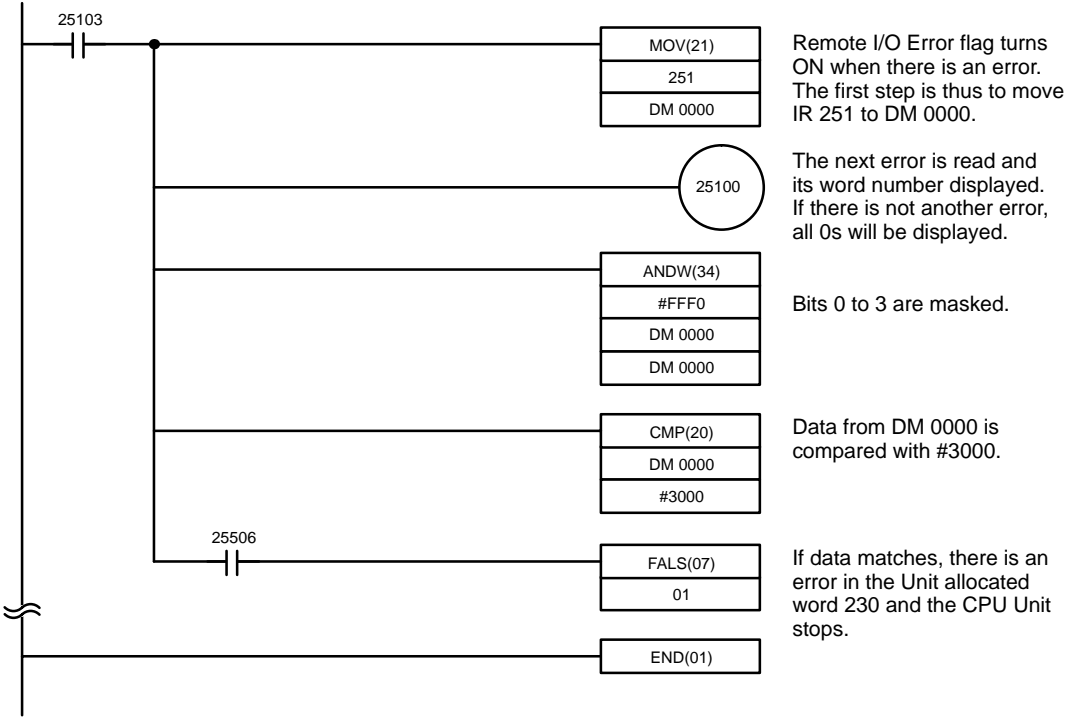 25103
MOV(21)
251
DM 0000
Remote I/O Error flag turns
ON when there is an error.
The first step is thus to move
IR 251 to DM 0000.
25100
The next error is read and
its word number displayed.
If there is not another error,
all 0s will be displayed.
ANDW(34)
#FFF0
DM 0000
DM 0000
Bits 0 to 3 are masked.
CMP(20)
DM 0000
#3000
Data from DM 0000 is
compared with #3000.
25506
FALS(07)
01
If data matches, there is an
error in the Unit allocated
word 230 and the CPU Unit
stops.
END(01)